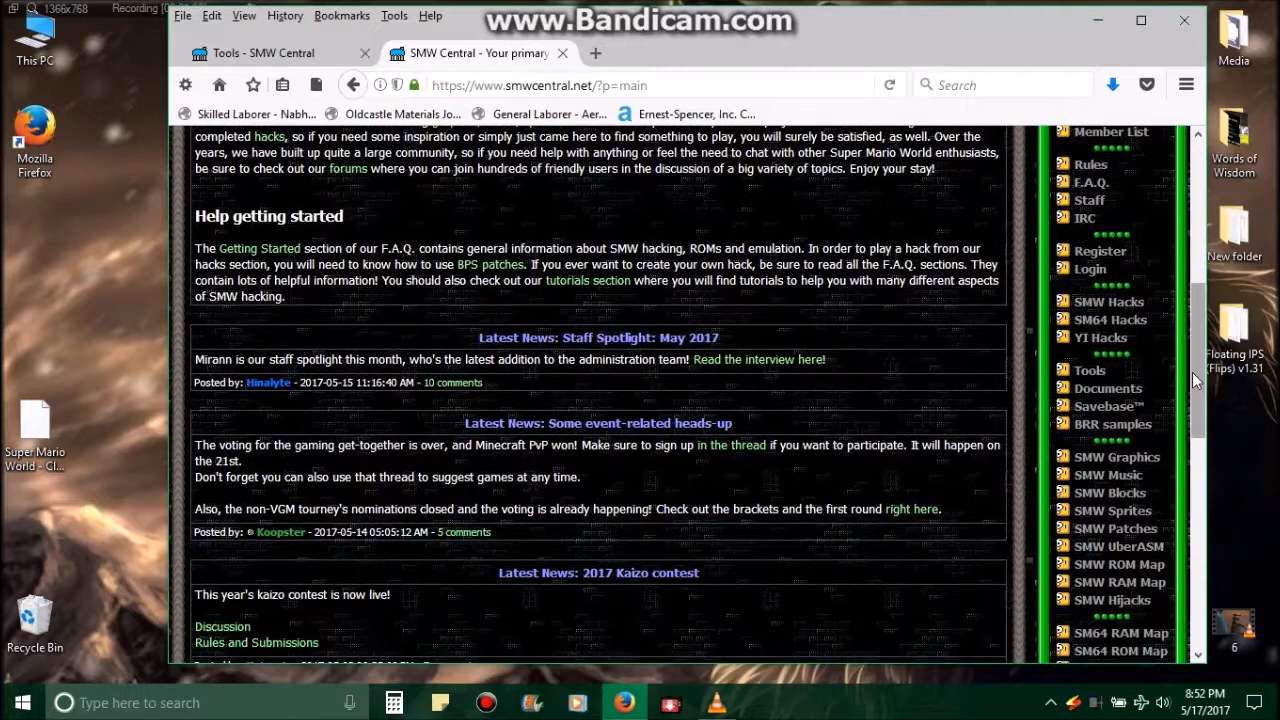 1366x768 Recording
www.Bandicam.com
File Edit View History Bookmarks Tools Help
Tools - SMW Central
SMW Central - Your primary
https://www.smwcentral.net/?p=main
Search
Skilled Laborer - Nabh...
Oldcastle Materials Jo...
General Laborer - Aer...
Ernest-Spencer, Inc. C...
completed hacks, so if you need some inspiration or simply just came here to find something to play, you will surely be satisfied, as well. Over the
years, we have built up quite a large community, so if you need help with anything or feel the need to chat with other Super Mario World enthusiasts,
be sure to check out our forums where you can join hundreds of friendly users in the discussion of a big variety of topics. Enjoy your stay!
Help getting started
The Getting Started section of our F.A.Q. contains general information about SMW hacking, ROMs and emulation. In order to play a hack from our
hacks section, you will need to know how to use BPS patches. If you ever want to create your own hack, be sure to read all the F.A.Q. sections. They
contain lots of helpful information! You should also check out our tutorials section where you will find tutorials to help you with many different aspects
of SMW hacking.
Latest News: Staff Spotlight: May 2017
Mirann is our staff spotlight this month, who's the latest addition to the administration team! Read the interview here!
Posted by: Hinalyte - 2017-05-15 11:16:40 AM - 10 comments
Latest News: Some event-related heads-up
The voting for the gaming get-together is over, and Minecraft PvP won! Make sure to sign up in the thread if you want to participate. It will happen on
the 21st.
Don't forget you can also use this thread to suggest games at any time.
Also, the non-VGM tourney's nominations closed and the voting is already happening! Check out the brackets and the first round right here.
Posted by: Koopster - 2017-05-14 05:05:12 AM - 5 comments
Latest News: 2017 Kaizo contest
This year's kaizo contest is now live!
Discussion
Rules and Submissions
Member List
Rules
F.A.Q.
Staff
IRC
Register
Login
SMW Hacks
SM64 Hacks
YI Hacks
Tools
Documents
Savebase™
BRR samples
SMW Graphics
SMW Music
SMW Blocks
SMW Sprites
SMW Patches
SMW UberASM
SMW ROM Map
SMW RAM Map
SMW Hijacks
SM64 RAM Map
SM64 ROM Map
This PC
Mozilla
Firefox
Super Mario
World - Cl...
Recycle Bin
Media
Words of
Wisdom
New folder
Floating IPS
(Flips) v1.31
6
Type here to search
8:52 PM
5/17/2017